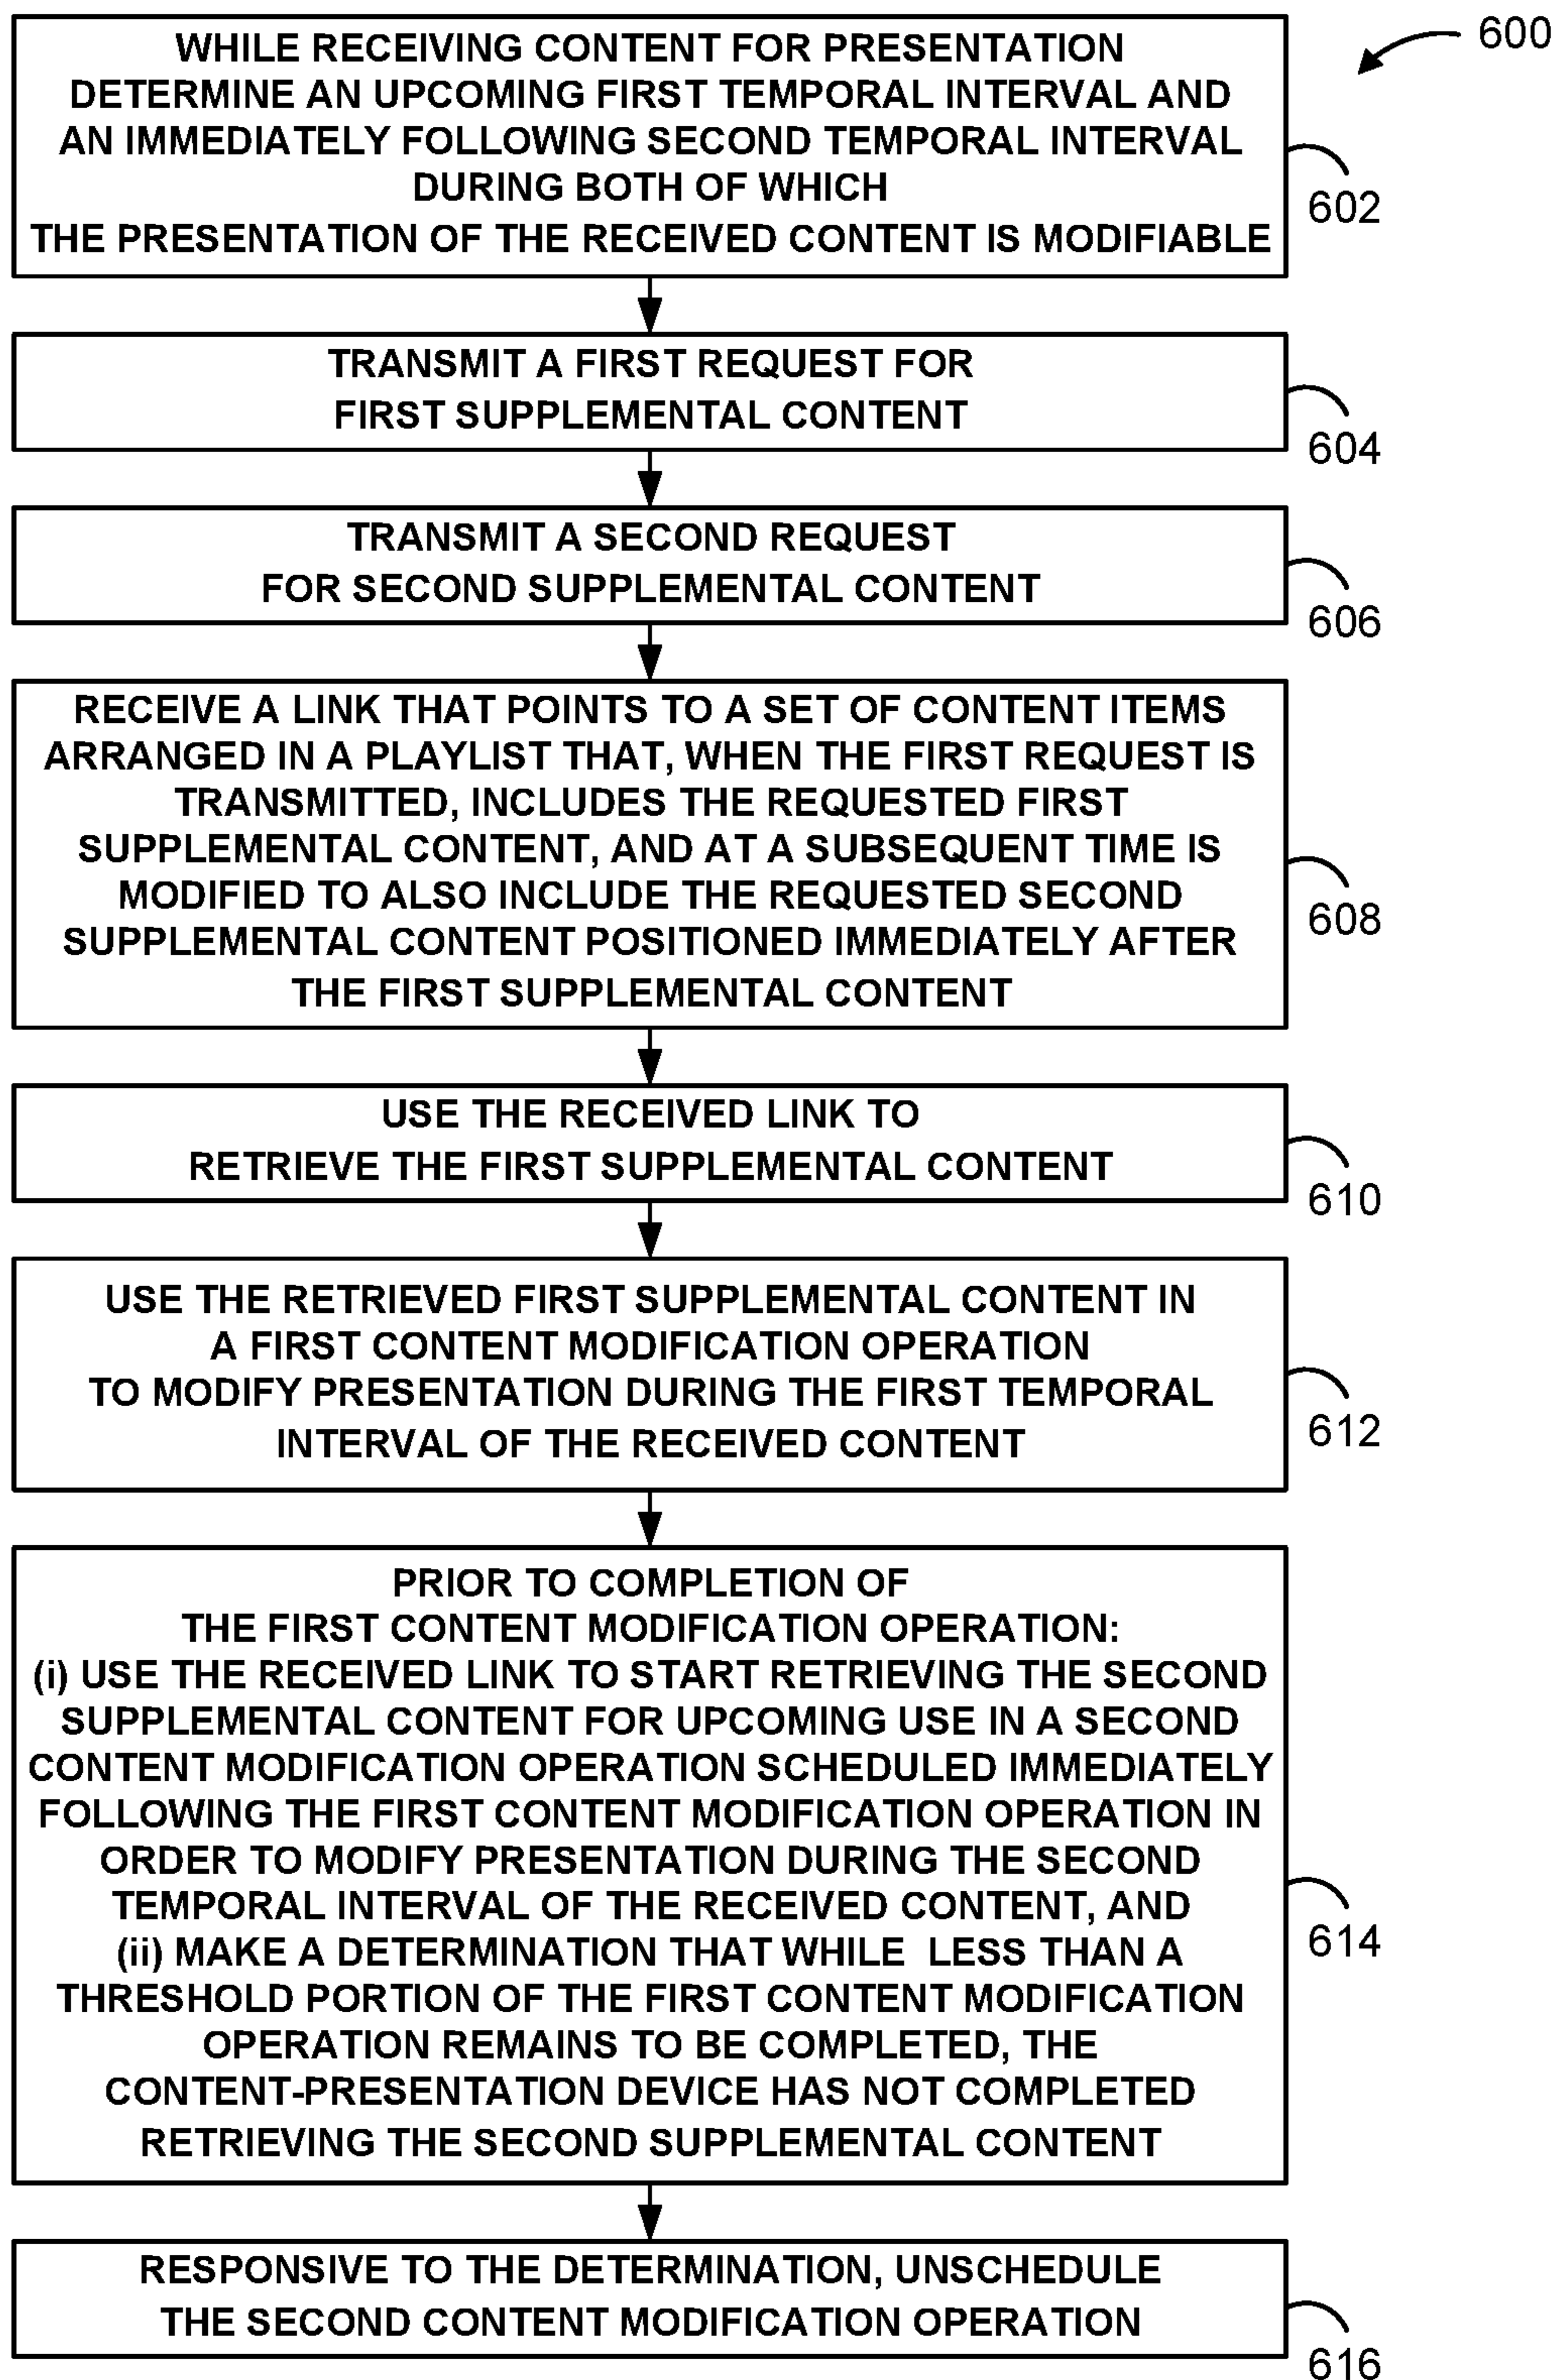 600
WHILE RECEIVING CONTENT FOR PRESENTATION
DETERMINE AN UPCOMING FIRST TEMPORAL INTERVAL AND
AN IMMEDIATELY FOLLOWING SECOND TEMPORAL INTERVAL
DURING BOTH OF WHICH
THE PRESENTATION OF THE RECEIVED CONTENT IS MODIFIABLE
602
TRANSMIT A FIRST REQUEST FOR
FIRST SUPPLEMENTAL CONTENT
604
TRANSMIT A SECOND REQUEST
FOR SECOND SUPPLEMENTAL CONTENT
606
RECEIVE A LINK THAT POINTS TO A SET OF CONTENT ITEMS
ARRANGED IN A PLAYLIST THAT, WHEN THE FIRST REQUEST IS
TRANSMITTED, INCLUDES THE REQUESTED FIRST
SUPPLEMENTAL CONTENT, AND AT A SUBSEQUENT TIME IS
MODIFIED TO ALSO INCLUDE THE REQUESTED SECOND
SUPPLEMENTAL CONTENT POSITIONED IMMEDIATELY AFTER
THE FIRST SUPPLEMENTAL CONTENT
608
USE THE RECEIVED LINK TO
RETRIEVE THE FIRST SUPPLEMENTAL CONTENT
610
USE THE RETRIEVED FIRST SUPPLEMENTAL CONTENT IN
A FIRST CONTENT MODIFICATION OPERATION
TO MODIFY PRESENTATION DURING THE FIRST TEMPORAL
INTERVAL OF THE RECEIVED CONTENT
612
PRIOR TO COMPLETION OF
THE FIRST CONTENT MODIFICATION OPERATION:
(i) USE THE RECEIVED LINK TO START RETRIEVING THE SECOND
SUPPLEMENTAL CONTENT FOR UPCOMING USE IN A SECOND
CONTENT MODIFICATION OPERATION SCHEDULED IMMEDIATELY
FOLLOWING THE FIRST CONTENT MODIFICATION OPERATION IN
ORDER TO MODIFY PRESENTATION DURING THE SECOND
TEMPORAL INTERVAL OF THE RECEIVED CONTENT, AND
(ii) MAKE A DETERMINATION THAT WHILE LESS THAN A
THRESHOLD PORTION OF THE FIRST CONTENT MODIFICATION
OPERATION REMAINS TO BE COMPLETED, THE
CONTENT-PRESENTATION DEVICE HAS NOT COMPLETED
RETRIEVING THE SECOND SUPPLEMENTAL CONTENT
614
RESPONSIVE TO THE DETERMINATION, UNSCHEDULE
THE SECOND CONTENT MODIFICATION OPERATION
616